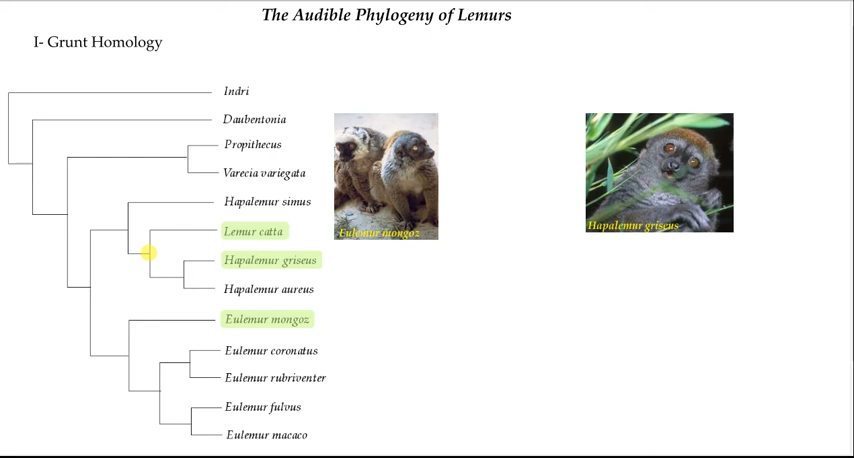 The Audible Phylogeny of Lemurs
I- Grunt Homology
Indri
Daubentonia
Propithecus
Varecia variegata
Hapalemur simus
Lemur catta
Hapalemur griseus
Hapalemur aureus
Eulemur mongoz
Eulemur coronatus
Eulemur rubriventer
Eulemur fulvus
Eulemur macaco
Eulemur mongoz
Hapalemur griseus